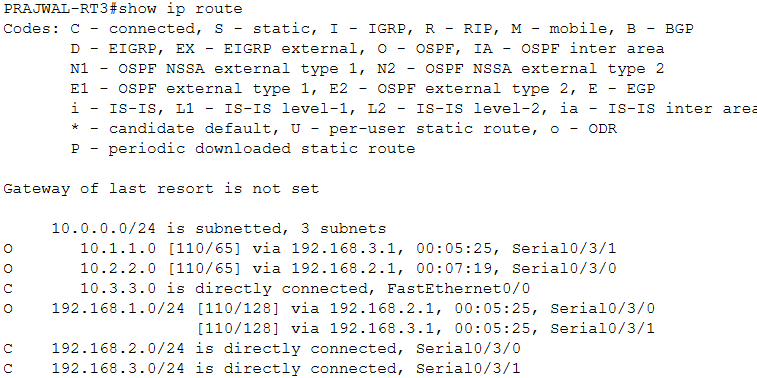 PRAJWAL-RT3#show ip route
Codes: C - connected, S - static, I - IGRP, R - RIP, M - mobile, B - BGP
       D - EIGRP, EX - EIGRP external, O - OSPF, IA - OSPF inter area
       N1 - OSPF NSSA external type 1, N2 - OSPF NSSA external type 2
       E1 - OSPF external type 1, E2 - OSPF external type 2, E - EGP
       i - IS-IS, L1 - IS-IS level-1, L2 - IS-IS level-2, ia - IS-IS inter area
       * - candidate default, U - per-user static route, o - ODR
       P - periodic downloaded static route

Gateway of last resort is not set

     10.0.0.0/24 is subnetted, 3 subnets
O       10.1.1.0 [110/65] via 192.168.3.1, 00:05:25, Serial0/3/1
O       10.2.2.0 [110/65] via 192.168.2.1, 00:07:19, Serial0/3/0
C       10.3.3.0 is directly connected, FastEthernet0/0
O    192.168.1.0/24 [110/128] via 192.168.2.1, 00:05:25, Serial0/3/0
                    [110/128] via 192.168.3.1, 00:05:25, Serial0/3/1
C    192.168.2.0/24 is directly connected, Serial0/3/0
C    192.168.3.0/24 is directly connected, Serial0/3/1